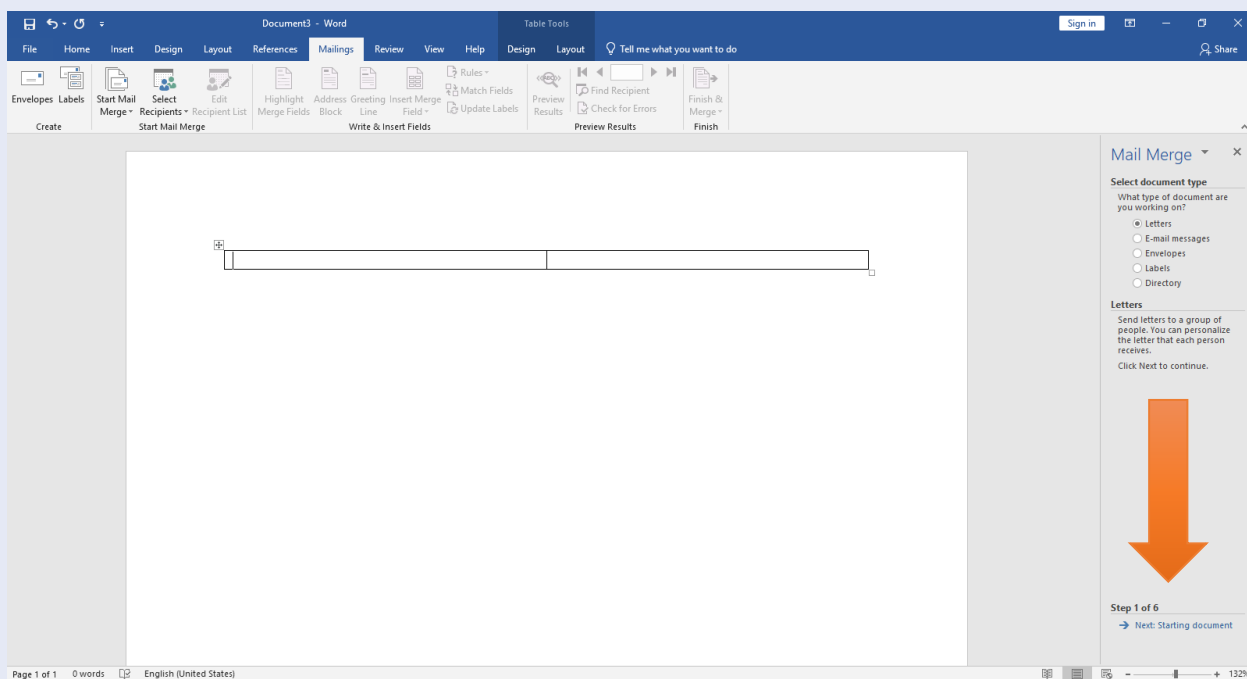 Document3 - Word
Table Tools
Sign in
File Home Insert Design Layout References Mailings Review View Help Design Layout Tell me what you want to do
Share
Envelopes Labels
Create
Start Mail Merge
Select Recipients
Edit Recipient List
Start Mail Merge
Highlight Merge Fields
Address Block
Greeting Line
Insert Merge Field
Rules
Match Fields
Update Labels
Write & Insert Fields
ABC
Preview Results
Find Recipient
Check for Errors
Preview Results
Finish & Merge
Finish
Mail Merge
Select document type
What type of document are
you working on?
Letters
E-mail messages
Envelopes
Labels
Directory
Letters
Send letters to a group of
people. You can personalize
the letter that each person
receives.
Click Next to continue.
Step 1 of 6
Next: Starting document
Page 1 of 1 0 words English (United States)
132%